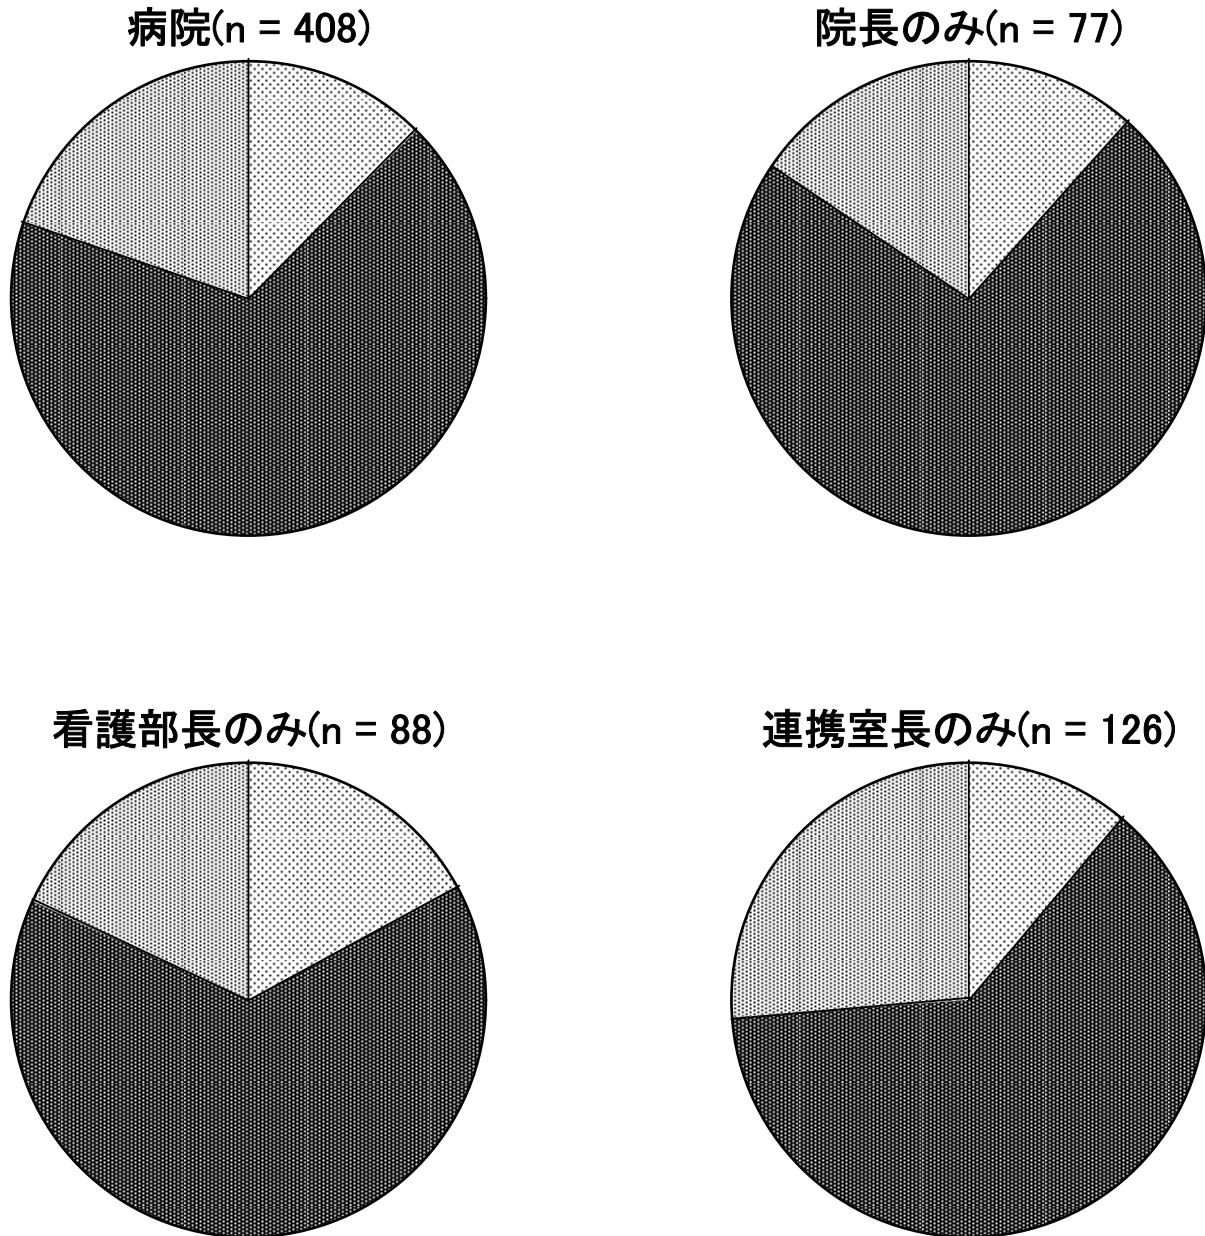 病院(n = 408)
院長のみ(n = 77)
看護部長のみ(n = 88)
連携室長のみ(n = 126)